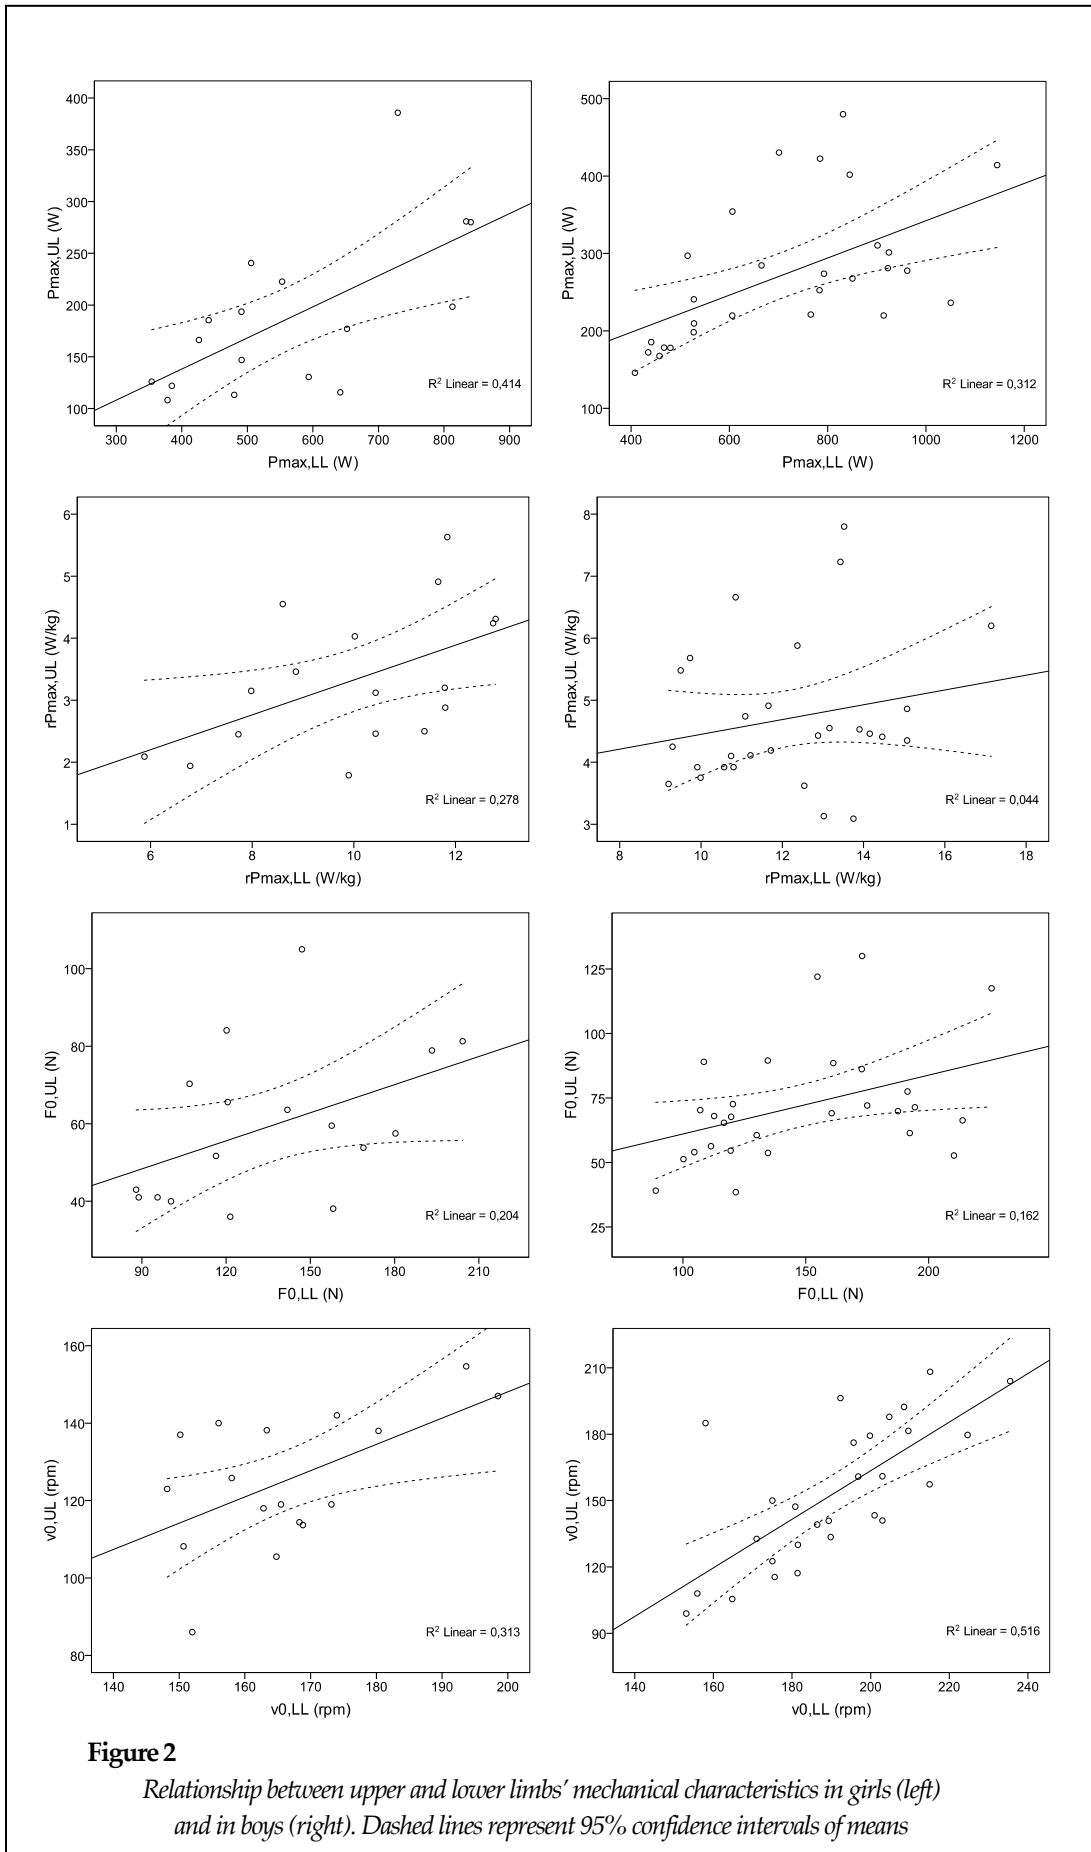 400
350
300
250
200
150
100
Pmax,UL (W)
R² Linear = 0,414
300 400 500 600 700 800 900
Pmax,LL (W)
500
400
300
200
100
Pmax,UL (W)
R² Linear = 0,312
400 600 800 1000 1200
Pmax,LL (W)
6
5
4
3
2
1
rPmax,UL (W/kg)
R² Linear = 0,278
6 8 10 12
rPmax,LL (W/kg)
8
7
6
5
4
3
rPmax,UL (W/kg)
R² Linear = 0,044
8 10 12 14 16 18
rPmax,LL (W/kg)
100
80
60
40
F0,UL (N)
R² Linear = 0,204
90 120 150 180 210
F0,LL (N)
125
100
75
50
25
F0,UL (N)
R² Linear = 0,162
100 150 200
F0,LL (N)
160
140
120
100
80
v0,UL (rpm)
R² Linear = 0,313
140 150 160 170 180 190 200
v0,LL (rpm)
210
180
150
120
90
v0,UL (rpm)
R² Linear = 0,516
140 160 180 200 220 240
v0,LL (rpm)
Figure 2
Relationship between upper and lower limbs’ mechanical characteristics in girls (left)
and in boys (right). Dashed lines represent 95% confidence intervals of means